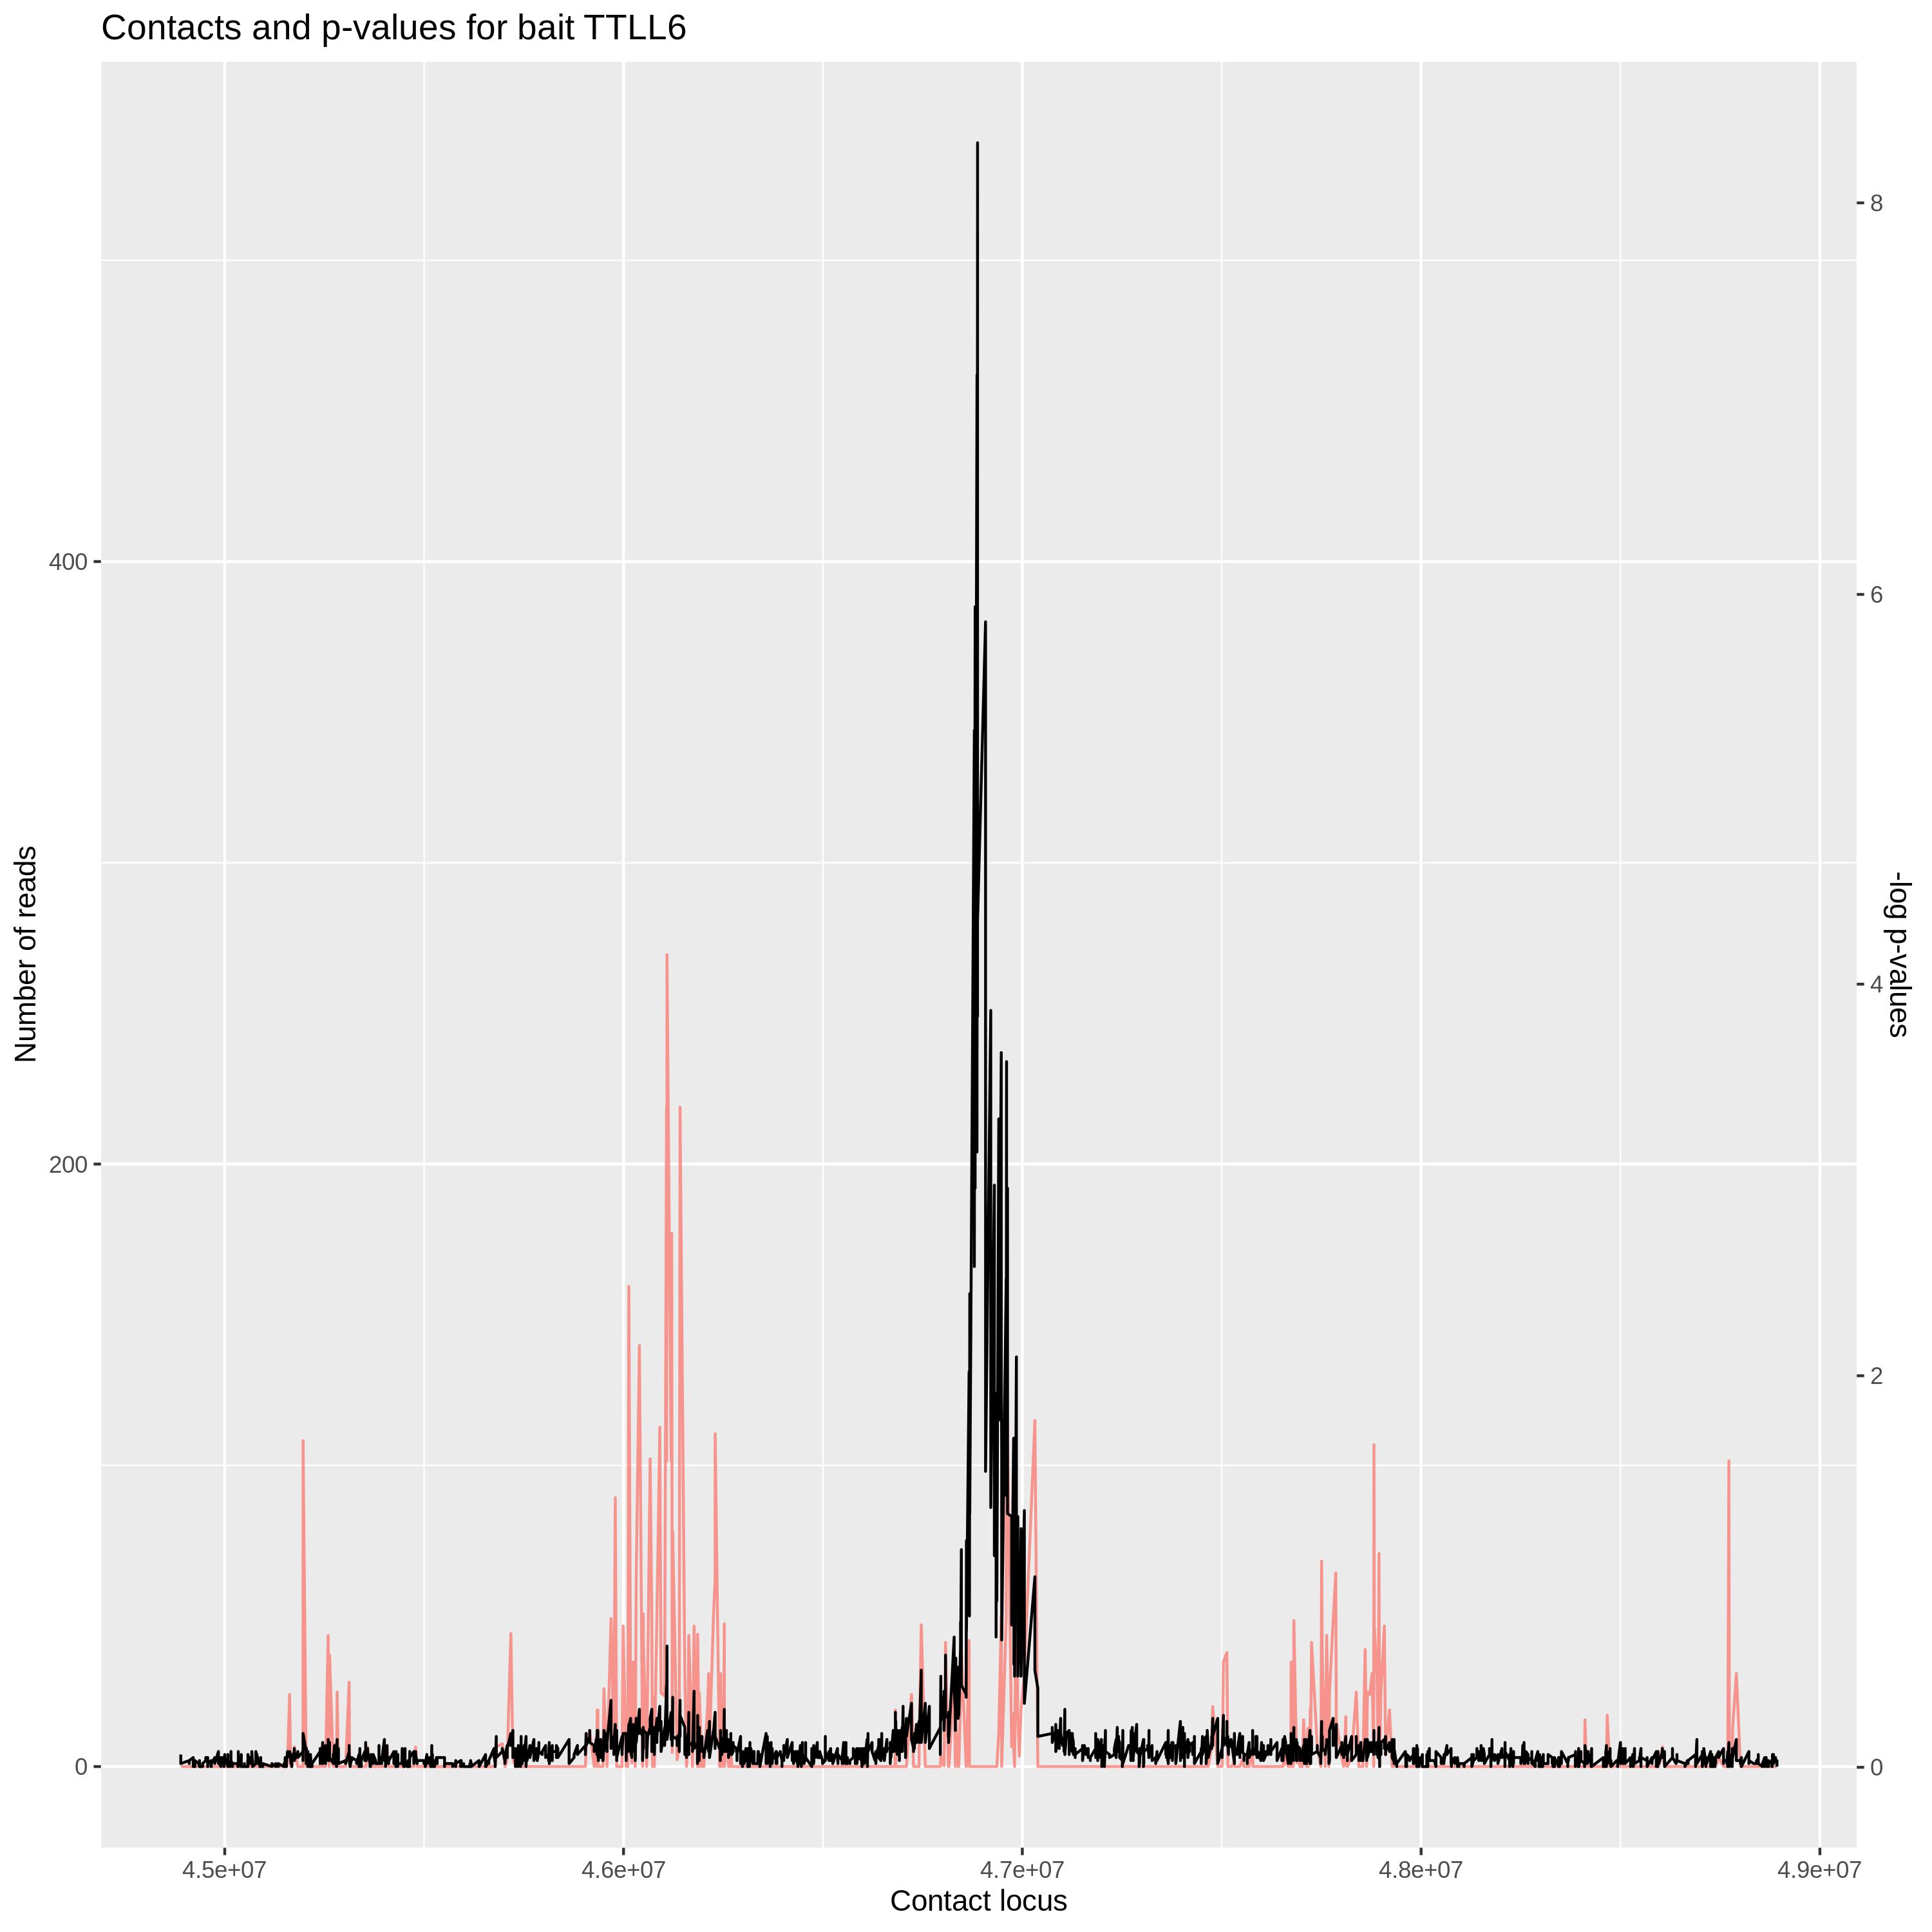 Contacts and p-values for bait TTLL6
Number of reads
400
200
0
8
6
4
2
0
-log p-values
4.5e+07
4.6e+07
4.7e+07
4.8e+07
4.9e+07
Contact locus